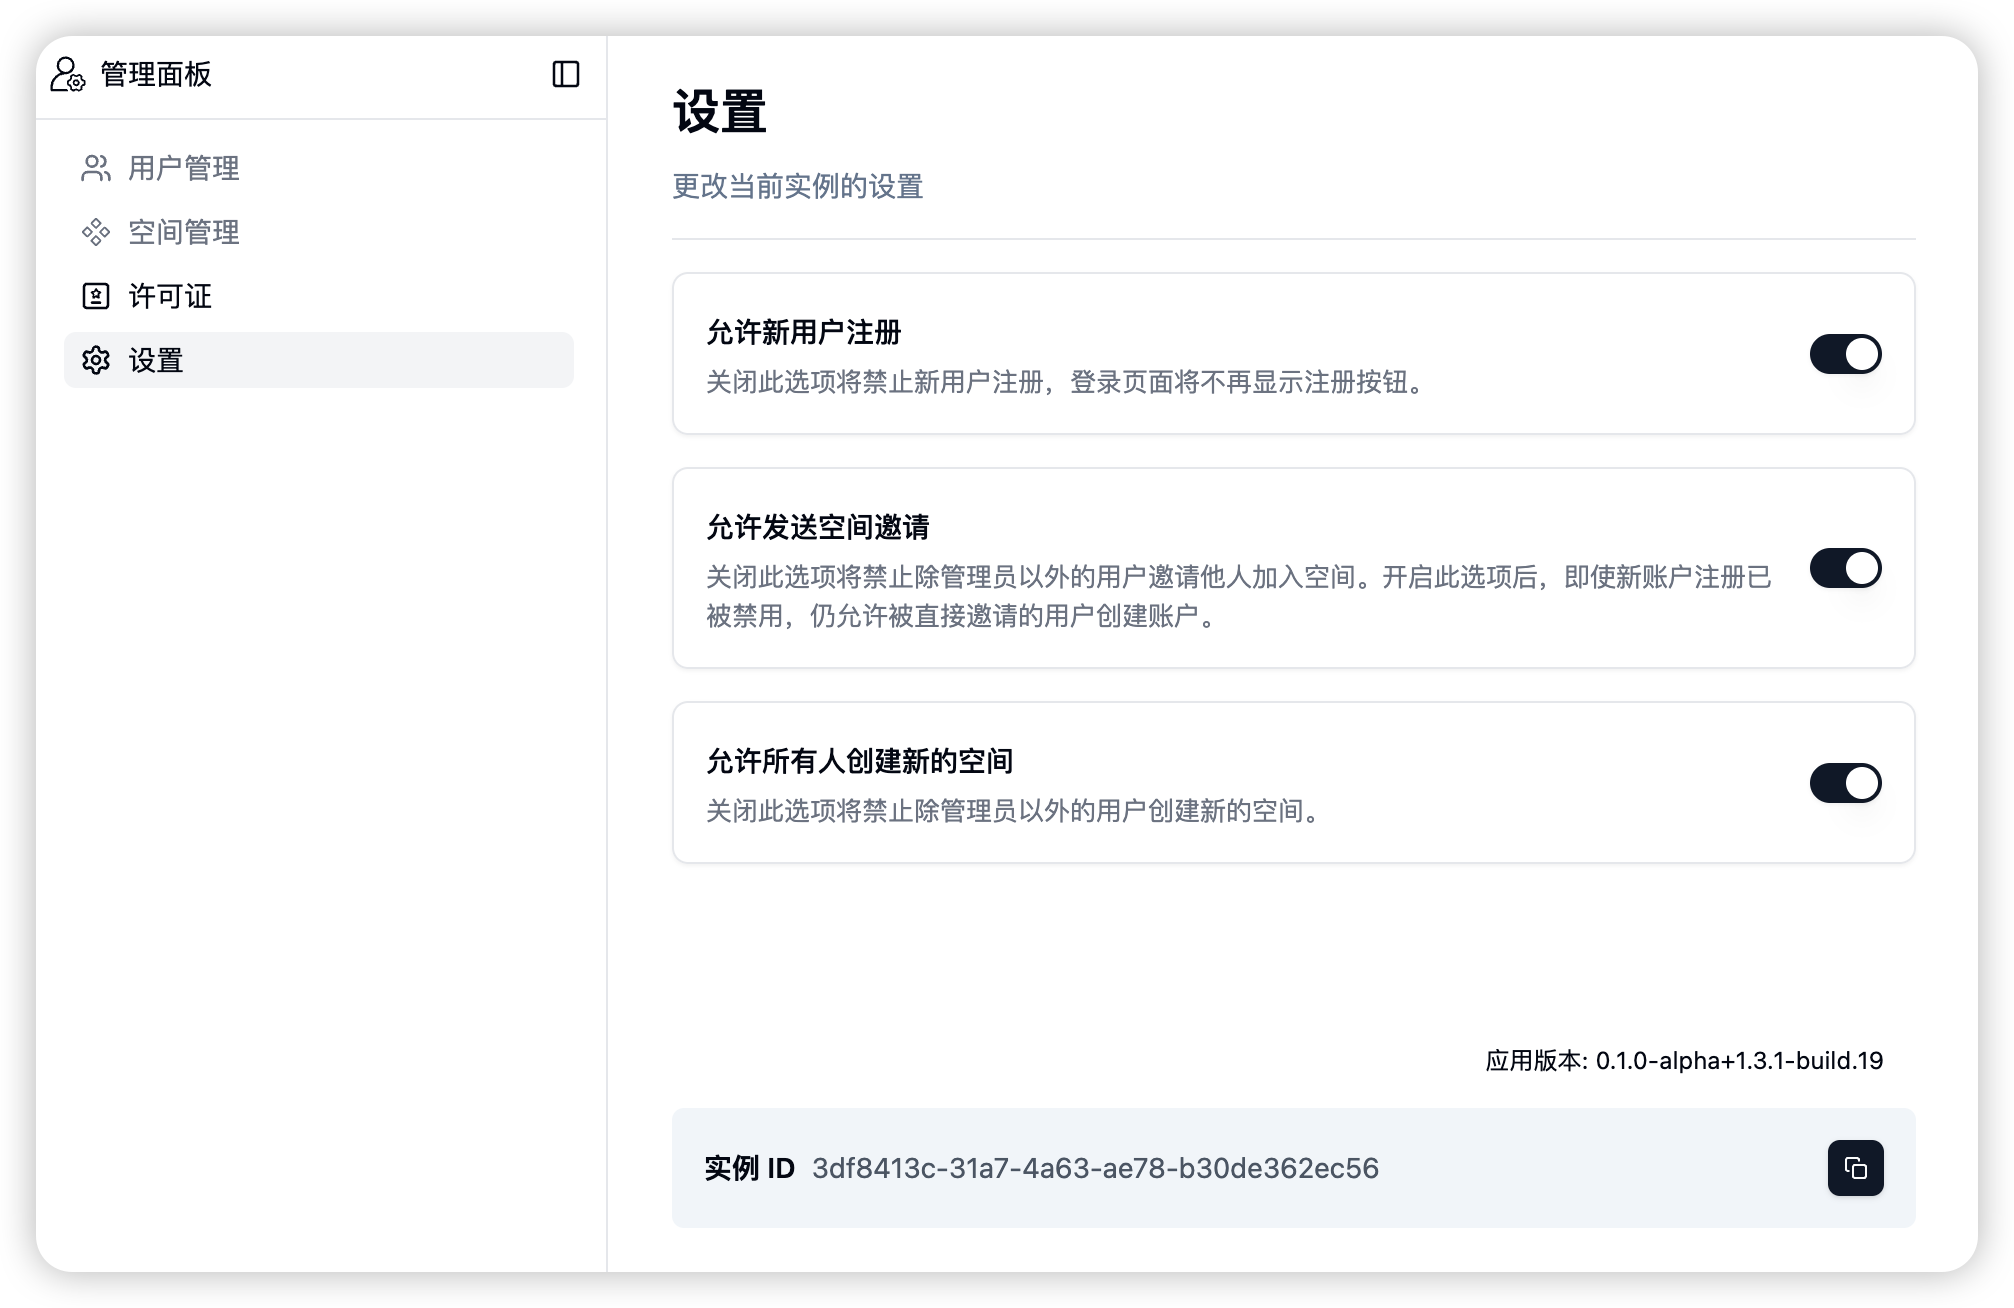 管理面板
用户管理
空间管理
许可证
设置
设置
更改当前实例的设置
允许新用户注册
关闭此选项将禁止新用户注册，登录页面将不再显示注册按钮。
允许发送空间邀请
关闭此选项将禁止除管理员以外的用户邀请他人加入空间。开启此选项后，即使新账户注册已
被禁用，仍允许被直接邀请的用户创建账户。
允许所有人创建新的空间
关闭此选项将禁止除管理员以外的用户创建新的空间。
应用版本: 0.1.0-alpha+1.3.1-build.19
实例 ID 3df8413c-31a7-4a63-ae78-b30de362ec56